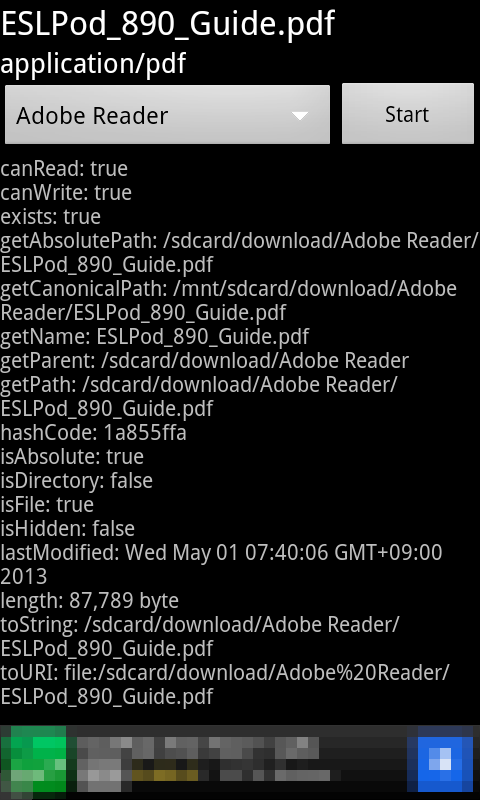 ESLPod_890_Guide.pdf
application/pdf
Adobe Reader
Start
canRead: true
canWrite: true
exists: true
getAbsolutePath: /sdcard/download/Adobe Reader/
ESLPod_890_Guide.pdf
getCanonicalPath: /mnt/sdcard/download/Adobe
Reader/ESLPod_890_Guide.pdf
getName: ESLPod_890_Guide.pdf
getParent: /sdcard/download/Adobe Reader
getPath: /sdcard/download/Adobe Reader/
ESLPod_890_Guide.pdf
hashCode: 1a855ffa
isAbsolute: true
isDirectory: false
isFile: true
isHidden: false
lastModified: Wed May 01 07:40:06 GMT+09:00
2013
length: 87,789 byte
toString: /sdcard/download/Adobe Reader/
ESLPod_890_Guide.pdf
toURI: file:/sdcard/download/Adobe%20Reader/
ESLPod_890_Guide.pdf